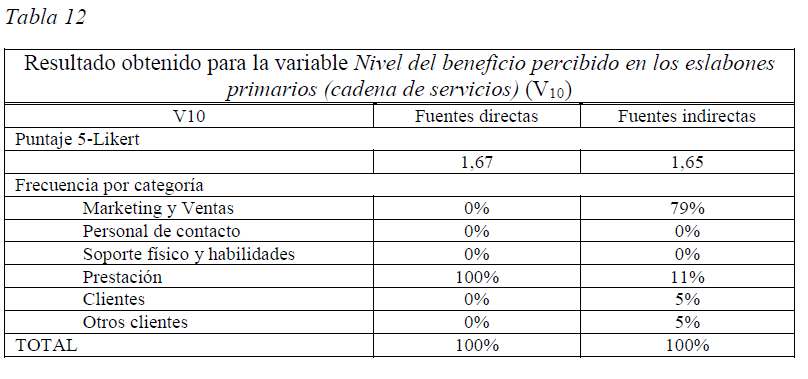 Tabla 12
Resultado obtenido para la variable Nivel del beneficio percibido en los eslabones
primarios (cadena de servicios) (V10)
V10 Fuentes directas Fuentes indirectas
Puntaje 5-Likert
1,67 1,65
Frecuencia por categoría
Marketing y Ventas 0% 79%
Personal de contacto 0% 0%
Soporte físico y habilidades 0% 0%
Prestación 100% 11%
Clientes 0% 5%
Otros clientes 0% 5%
TOTAL 100% 100%